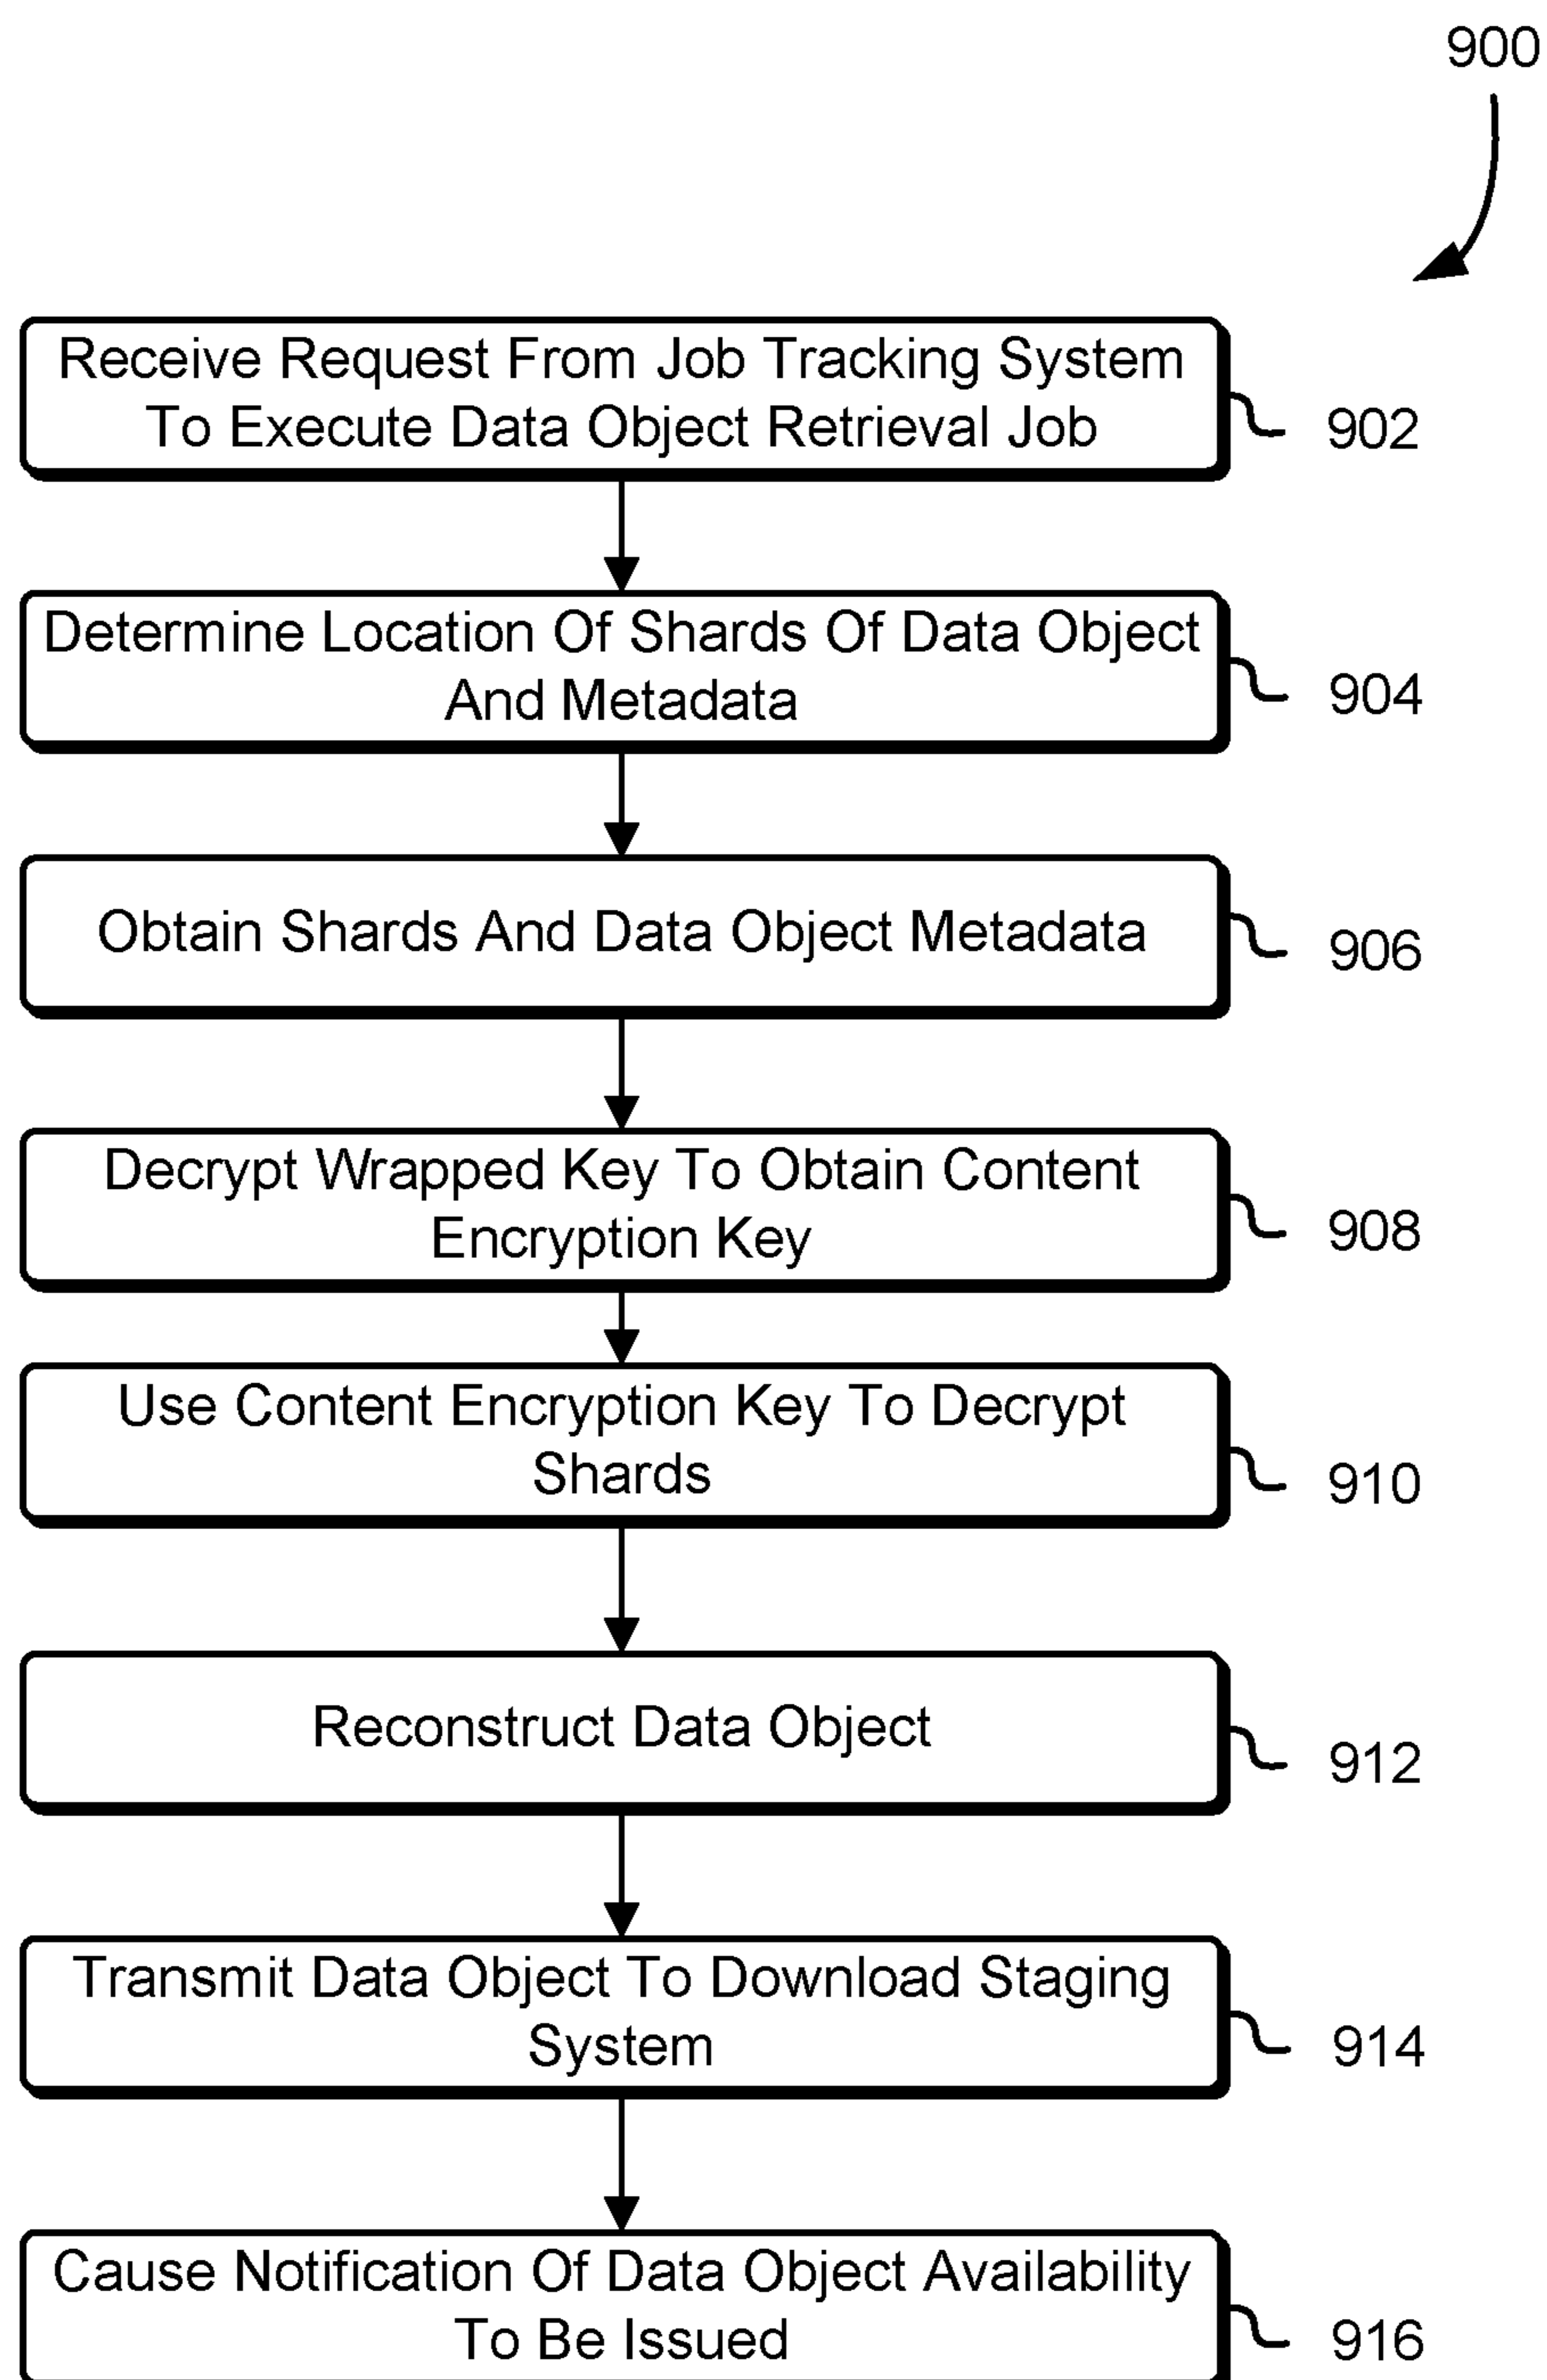 900
Receive Request From Job Tracking System
To Execute Data Object Retrieval Job
902
Determine Location Of Shards Of Data Object
And Metadata
904
Obtain Shards And Data Object Metadata
906
Decrypt Wrapped Key To Obtain Content
Encryption Key
908
Use Content Encryption Key To Decrypt
Shards
910
Reconstruct Data Object
912
Transmit Data Object To Download Staging
System
914
Cause Notification Of Data Object Availability
To Be Issued
916